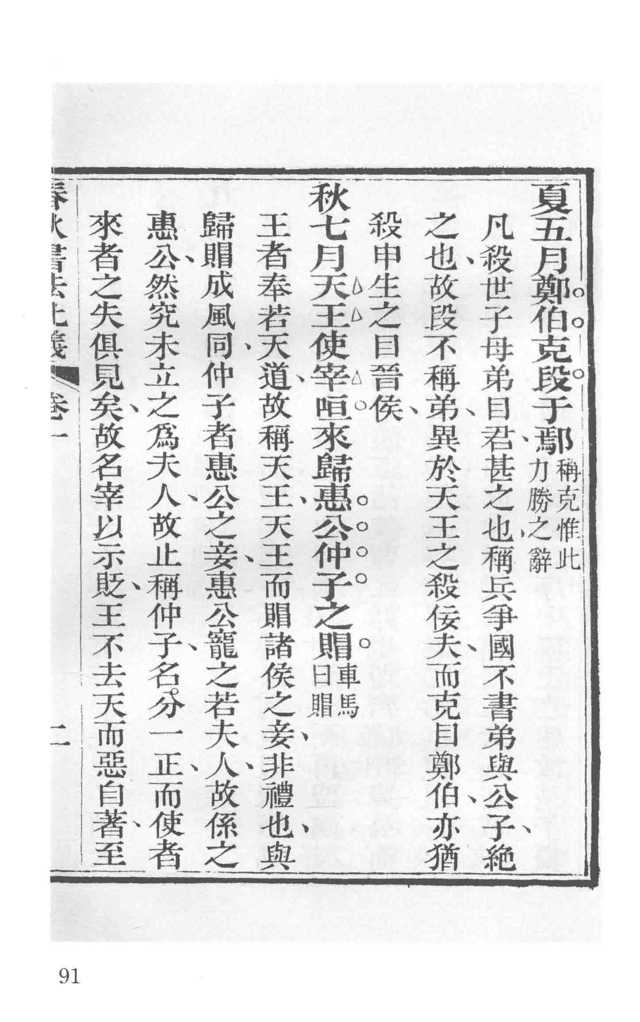 夏五月鄭伯克段于鄢稱克惟此力勝之辭
凡殺世子母弟目君甚之也稱兵爭國不書弟與公子絶
之也故段不稱弟異於天王之殺佞夫而克目鄭伯亦猶
殺申生之目晉侯
秋七月天王使宰咺來歸惠公仲子之賵車馬曰賵
王者奉若天道故稱天王天王而賵諸侯之妾非禮也與
歸賵成風同仲子者惠公之妾惠公寵之若夫人故係之
惠公然究未立之爲夫人故止稱仲子名分一正而使者
來者之失俱見矣故名宰以示貶王不去天而惡自著至
春秋書法比義 卷一 二
91